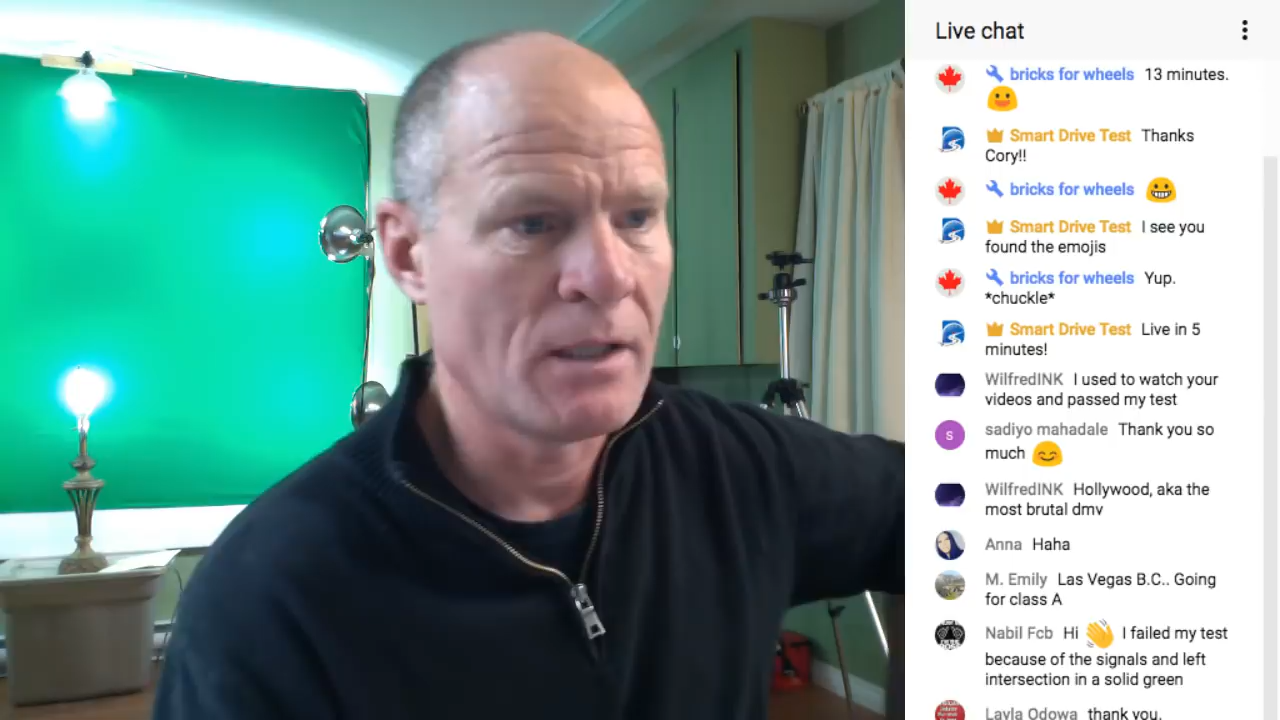 Live chat
bricks for wheels 13 minutes.
Smart Drive Test Thanks
Cory!!
bricks for wheels
Smart Drive Test I see you
found the emojis
bricks for wheels Yup.
*chuckle*
Smart Drive Test Live in 5
minutes!
WilfredINK I used to watch your
videos and passed my test
s sadiyo mahadale Thank you so
much
WilfredINK Hollywood, aka the
most brutal dmv
Anna Haha
M. Emily Las Vegas B.C.. Going
for class A
Nabil Fcb Hi I failed my test
because of the signals and left
intersection in a solid green
Layla Odowa thank you.